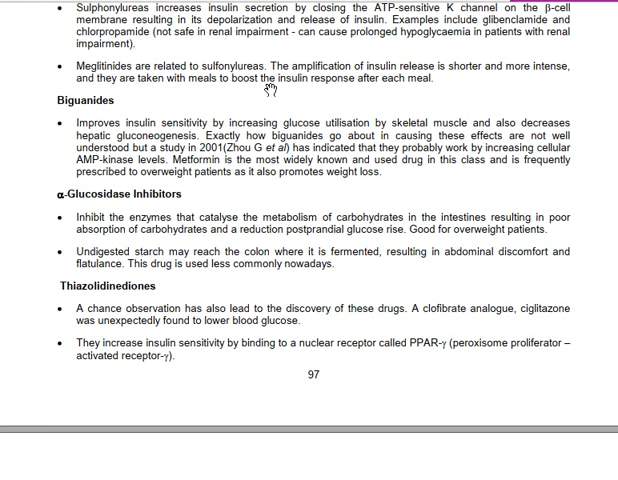 • Sulphonylureas increases insulin secretion by closing the ATP-sensitive K channel on the β-cell
membrane resulting in its depolarization and release of insulin. Examples include glibenclamide and
chlorpropamide (not safe in renal impairment - can cause prolonged hypoglycaemia in patients with renal
impairment).
• Meglitinides are related to sulfonylureas. The amplification of insulin release is shorter and more intense,
and they are taken with meals to boost the insulin response after each meal.
Biguanides
• Improves insulin sensitivity by increasing glucose utilisation by skeletal muscle and also decreases
hepatic gluconeogenesis. Exactly how biguanides go about in causing these effects are not well
understood but a study in 2001(Zhou G et al) has indicated that they probably work by increasing cellular
AMP-kinase levels. Metformin is the most widely known and used drug in this class and is frequently
prescribed to overweight patients as it also promotes weight loss.
α-Glucosidase Inhibitors
• Inhibit the enzymes that catalyse the metabolism of carbohydrates in the intestines resulting in poor
absorption of carbohydrates and a reduction postprandial glucose rise. Good for overweight patients.
• Undigested starch may reach the colon where it is fermented, resulting in abdominal discomfort and
flatulance. This drug is used less commonly nowadays.
Thiazolidinediones
• A chance observation has also lead to the discovery of these drugs. A clofibrate analogue, ciglitazone
was unexpectedly found to lower blood glucose.
• They increase insulin sensitivity by binding to a nuclear receptor called PPAR-γ (peroxisome proliferator –
activated receptor-γ).
97